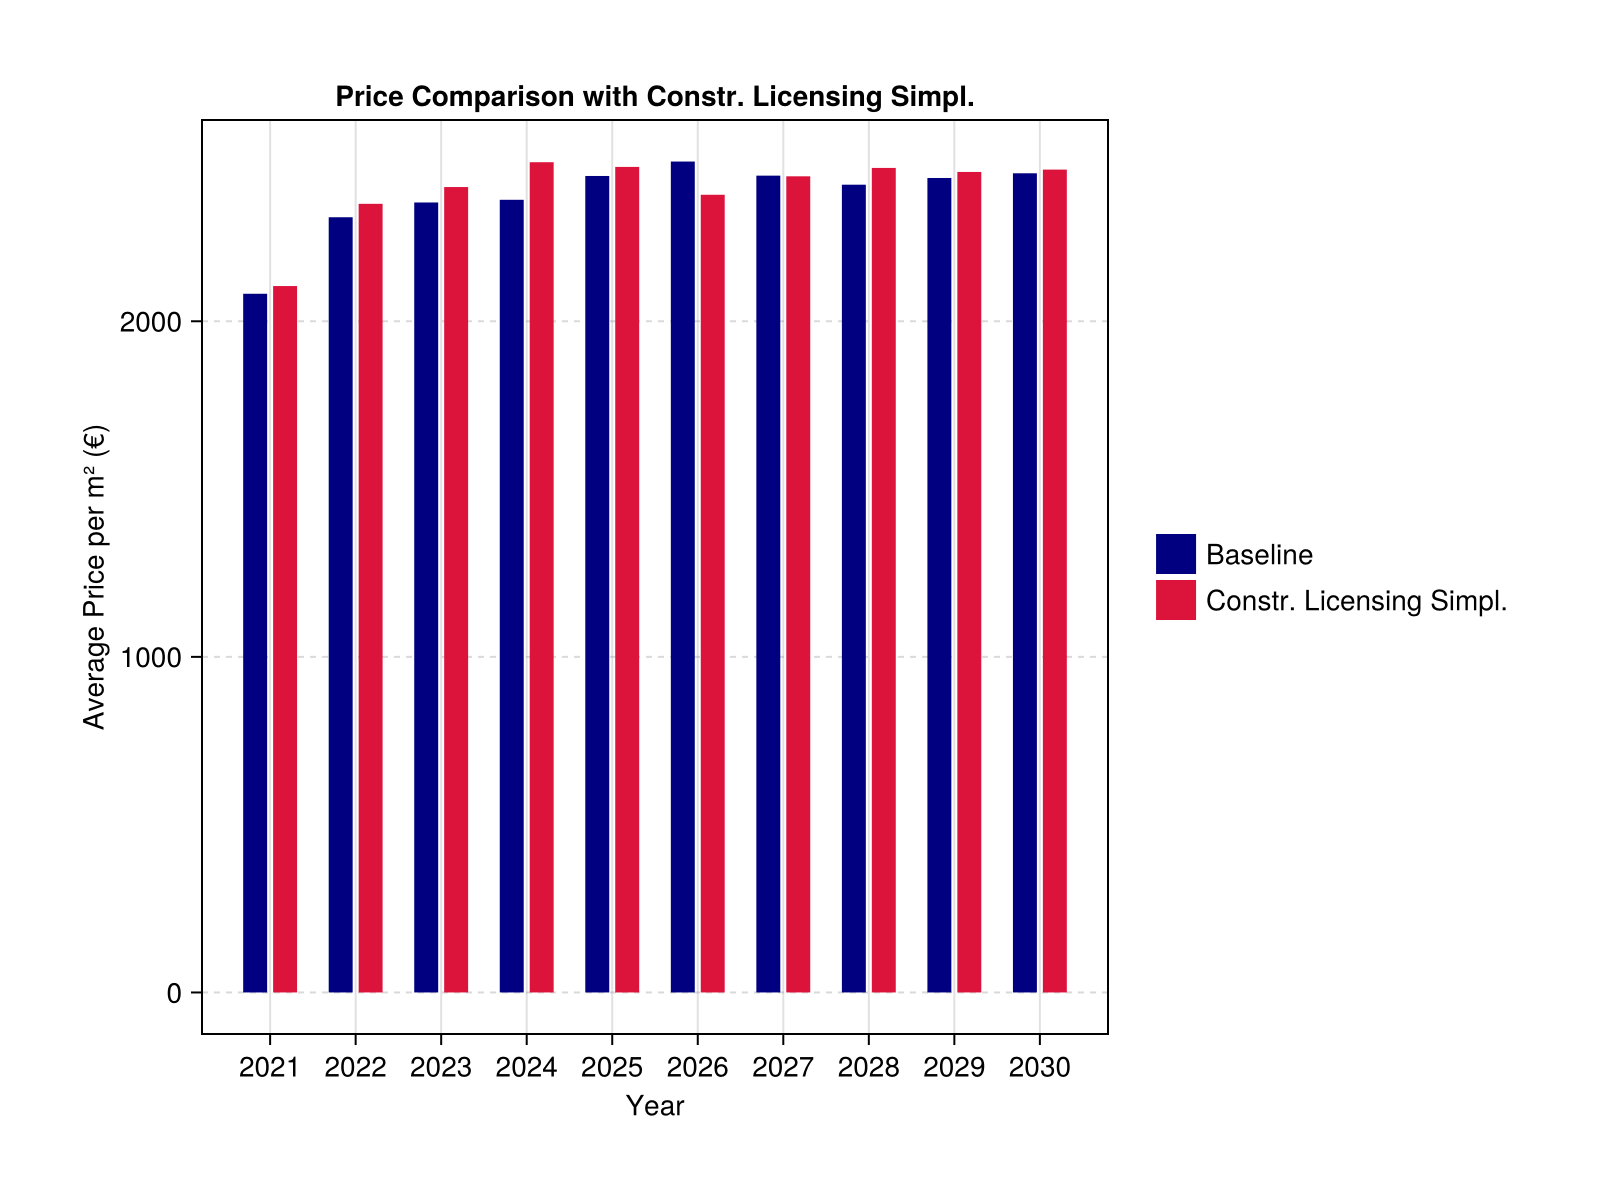 Price Comparison with Constr. Licensing Simpl.
Average Price per m² (€)
2000
1000
0
2021 2022 2023 2024 2025 2026 2027 2028 2029 2030
Year
Baseline
Constr. Licensing Simpl.